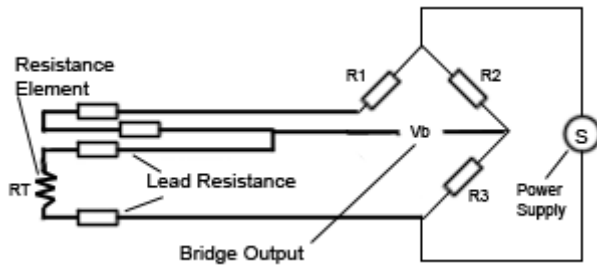 Resistance
Element
R1
R2
Vb
S
RT
Lead Resistance
R3
Power
Supply
Bridge Output